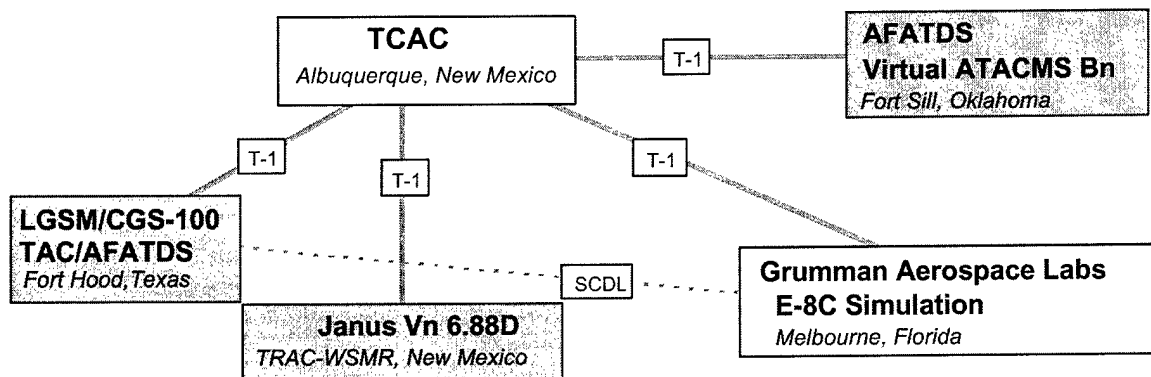 TCAC
Albuquerque, New Mexico
T-1
AFATDS
Virtual ATACMS Bn
Fort Sill, Oklahoma
T-1
T-1
T-1
LGSM/CGS-100
TAC/AFATDS
Fort Hood,Texas
SCDL
Grumman Aerospace Labs
E-8C Simulation
Melbourne, Florida
Janus Vn 6.88D
TRAC-WSMR, New Mexico